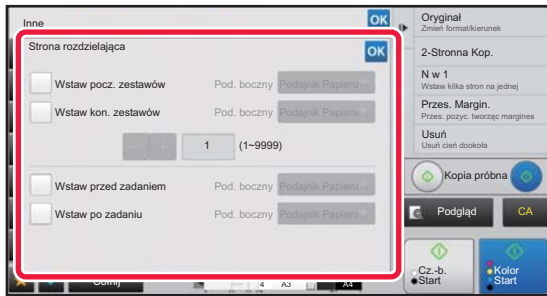 Inne
OK
Strona rozdzielająca
OK
Wstaw pocz. zestawów
Pod. boczny
Podajnik Papieru
Wstaw kon. zestawów
Pod. boczny
Podajnik Papieru
1
(1~9999)
Wstaw przed zadaniem
Pod. boczny
Podajnik Papieru
Wstaw po zadaniu
Pod. boczny
Podajnik Papieru
4
A3
A4
Oryginał
Zmień format/kierunek
2-Stronna Kop.
N w 1
Wstaw kilka stron na jednej
Przes. Margin.
Przes. pozyc. tworząc margines
Usuń
Usuń cień dookoła
Kopia próbna
Podgląd
CA
Cz.-b.
Start
Kolor
Start